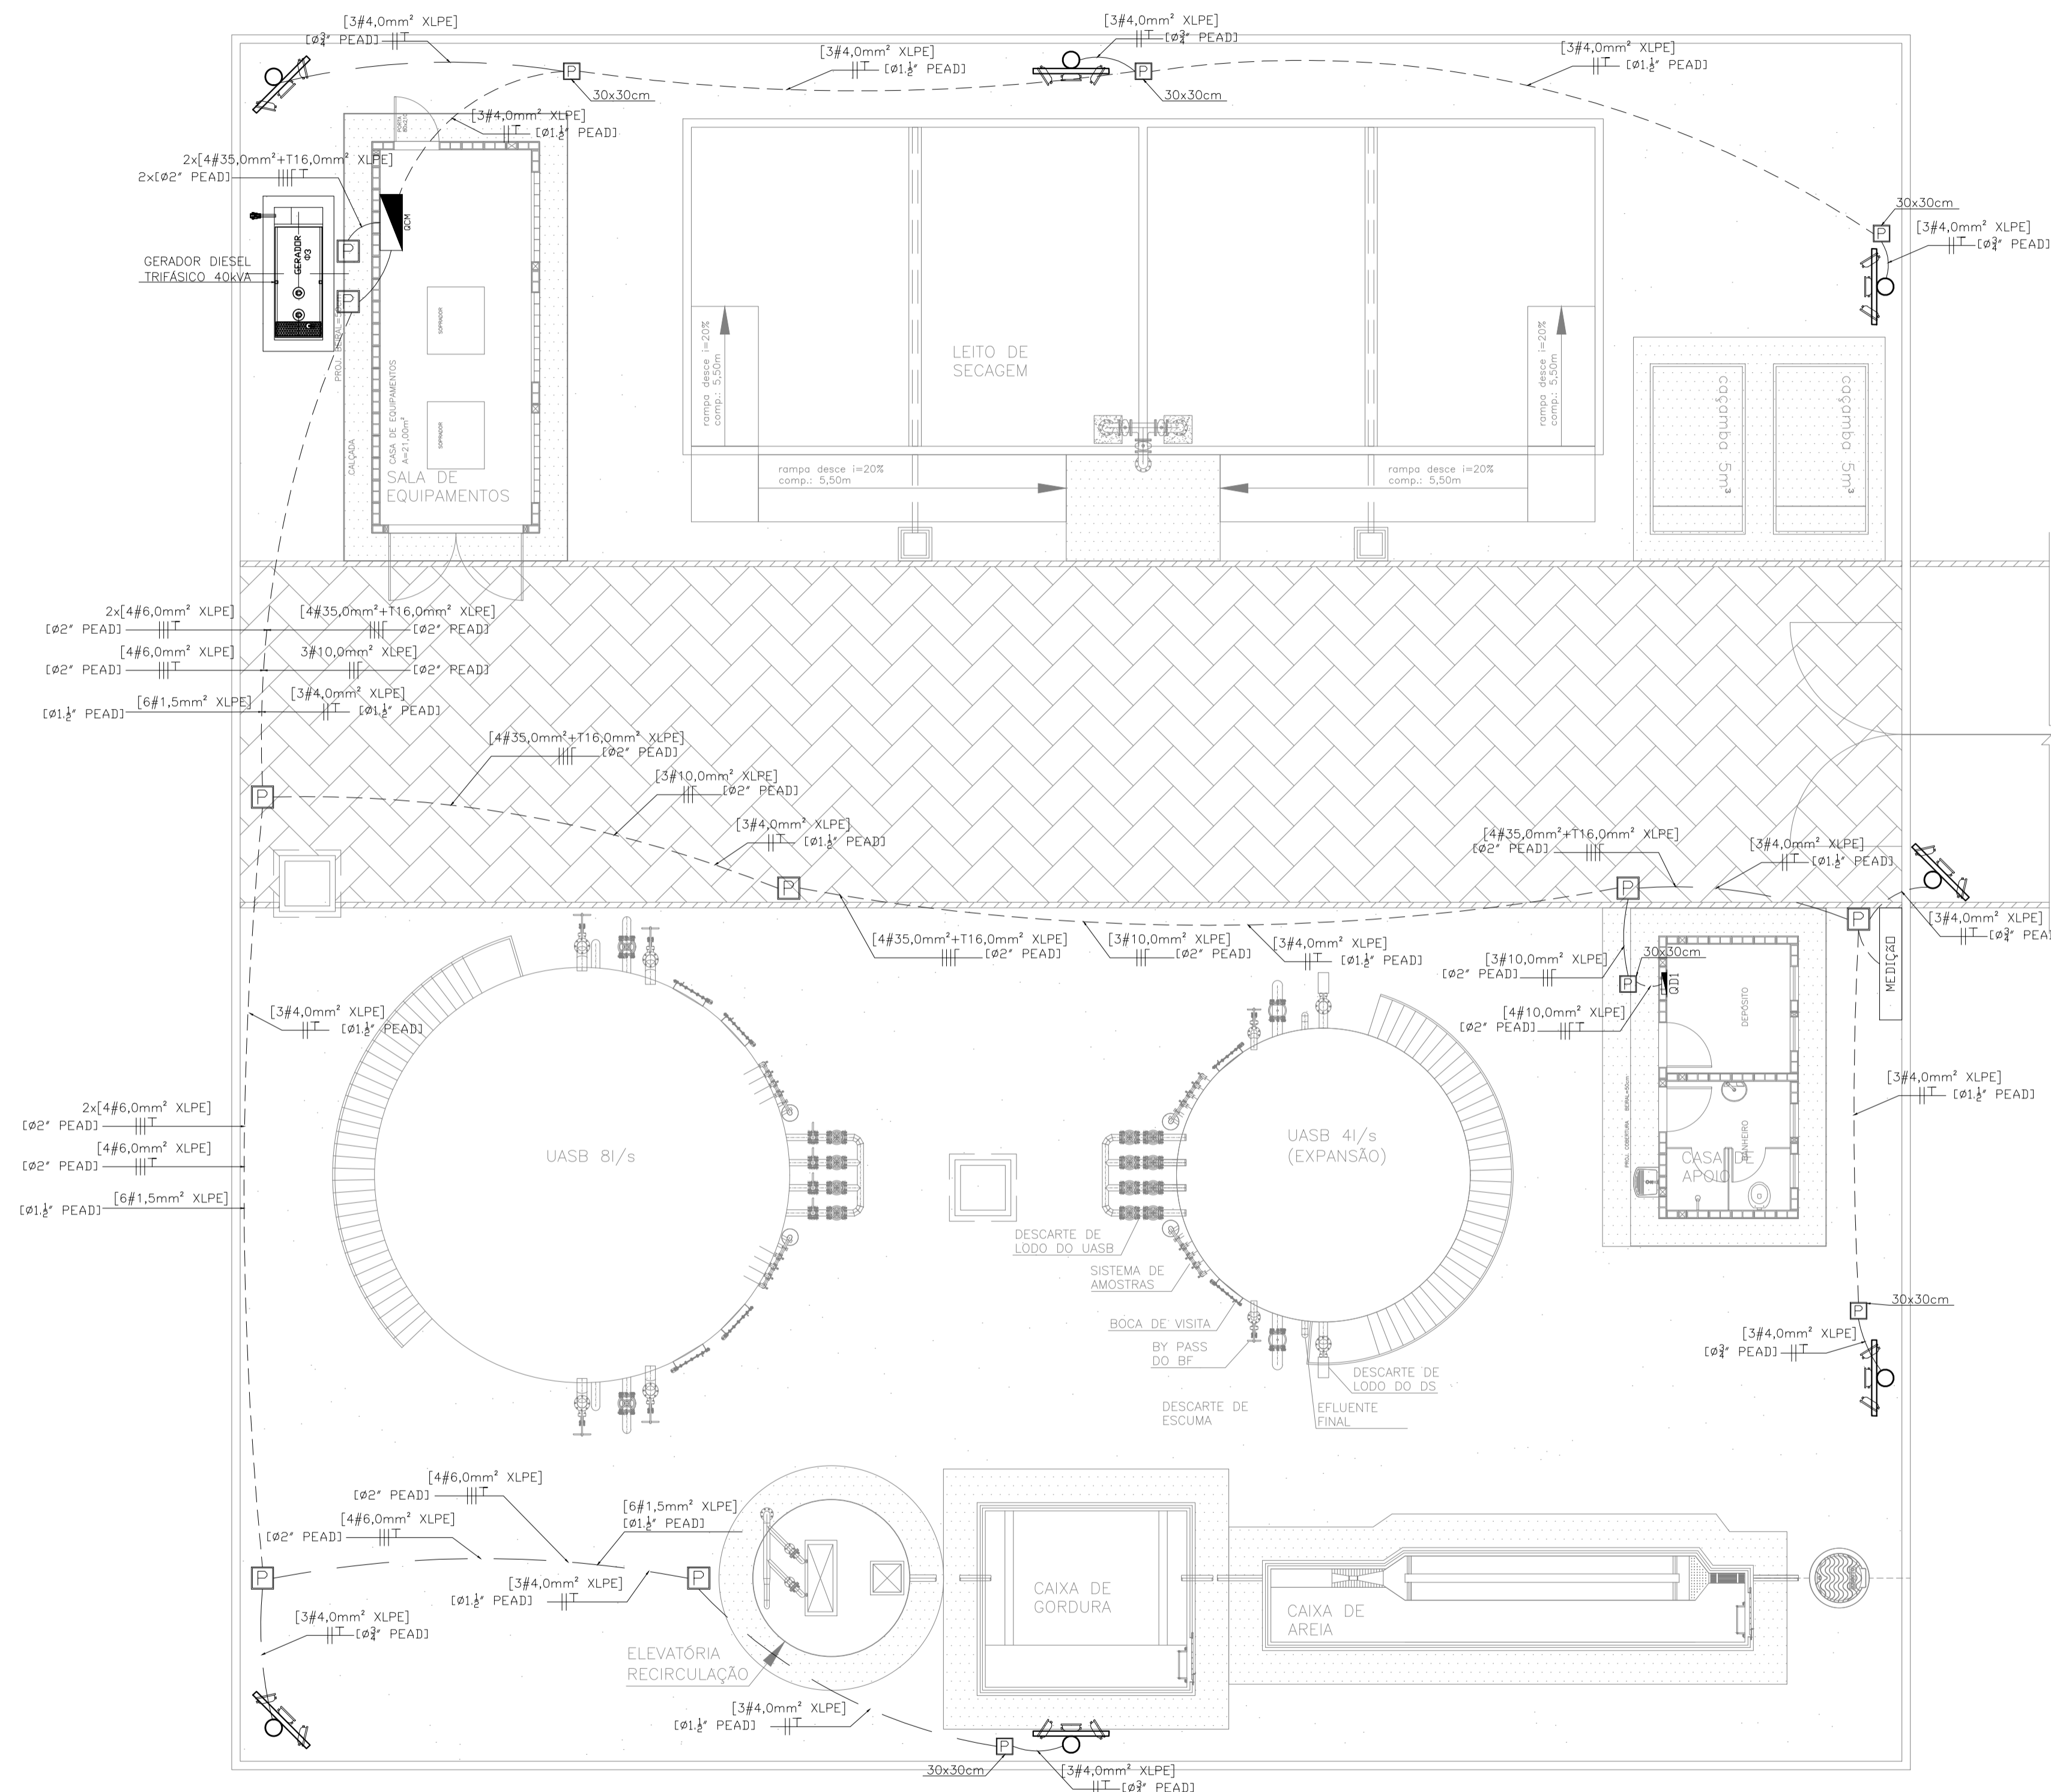 [3#4,0mm² XLPE]
[Ø3/4" PEAD]
[3#4,0mm² XLPE]
[Ø1.1/2" PEAD]
[3#4,0mm² XLPE]
[Ø3/4" PEAD]
[3#4,0mm² XLPE]
[Ø1.1/2" PEAD]
30x30cm
30x30cm
P
P
[3#4,0mm² XLPE]
[Ø1.1/2" PEAD]
PORTA
80x210
2x[4#35,0mm²+T16,0mm² XLPE]
2x[Ø2" PEAD]
QCM
P
P
GERADOR
Φ3
GERADOR DIESEL
TRIFÁSICO 40kVA
PROJ. BEIRAL=50cm
CALÇADA
SOPRADOR
SOPRADOR
CASA DE EQUIPAMENTOS
A=21,00m²
SALA DE
EQUIPAMENTOS
LEITO DE
SECAGEM
rampa desce i=20%
comp.: 5,50m
rampa desce i=20%
comp.: 5,50m
rampa desce i=20%
comp.: 5,50m
rampa desce i=20%
comp.: 5,50m
30x30cm
P
[3#4,0mm² XLPE]
[Ø3/4" PEAD]
caçamba 5m³
caçamba 5m³
2x[4#6,0mm² XLPE]
[Ø2" PEAD]
[4#35,0mm²+T16,0mm² XLPE]
[Ø2" PEAD]
[4#6,0mm² XLPE]
[Ø2" PEAD]
3#10,0mm² XLPE]
[Ø2" PEAD]
[6#1,5mm² XLPE]
[Ø1.1/2" PEAD]
[3#4,0mm² XLPE]
[Ø1.1/2" PEAD]
P
[4#35,0mm²+T16,0mm² XLPE]
[Ø2" PEAD]
[3#10,0mm² XLPE]
[Ø2" PEAD]
[3#4,0mm² XLPE]
[Ø1.1/2" PEAD]
P
[4#35,0mm²+T16,0mm² XLPE]
[Ø2" PEAD]
[3#4,0mm² XLPE]
[Ø1.1/2" PEAD]
P
P
[4#35,0mm²+T16,0mm² XLPE]
[Ø2" PEAD]
[3#10,0mm² XLPE]
[Ø2" PEAD]
[3#4,0mm² XLPE]
[Ø1.1/2" PEAD]
[3#10,0mm² XLPE]
[Ø2" PEAD]
30x30cm
P
QD1
[4#10,0mm² XLPE]
[Ø2" PEAD]
[3#4,0mm² XLPE]
[Ø3/4" PEAD
MEDIÇÃO
DEPÓSITO
BANHEIRO
PROJ. COBERTURA BEIRAL=50cm
CASA DE
APOIO
[3#4,0mm² XLPE]
[Ø1.1/2" PEAD]
[3#4,0mm² XLPE]
[Ø1.1/2" PEAD]
2x[4#6,0mm² XLPE]
[Ø2" PEAD]
[4#6,0mm² XLPE]
[Ø2" PEAD]
[6#1,5mm² XLPE]
[Ø1.1/2" PEAD]
UASB 8l/s
UASB 4l/s
(EXPANSÃO)
DESCARTE DE
LODO DO UASB
SISTEMA DE
AMOSTRAS
BOCA DE VISITA
BY PASS
DO BF
DESCARTE DE
LODO DO DS
DESCARTE DE
ESCUMA
EFLUENTE
FINAL
30x30cm
P
[3#4,0mm² XLPE]
[Ø3/4" PEAD]
[4#6,0mm² XLPE]
[Ø2" PEAD]
[4#6,0mm² XLPE]
[Ø2" PEAD]
[6#1,5mm² XLPE]
[Ø1.1/2" PEAD]
P
P
[3#4,0mm² XLPE]
[Ø1.1/2" PEAD]
[3#4,0mm² XLPE]
[Ø3/4" PEAD]
ELEVATÓRIA
RECIRCULAÇÃO
CAIXA DE
GORDURA
CAIXA DE
AREIA
[3#4,0mm² XLPE]
[Ø1.1/2" PEAD]
P
30x30cm
[3#4,0mm² XLPE]
[Ø3/4" PEAD]